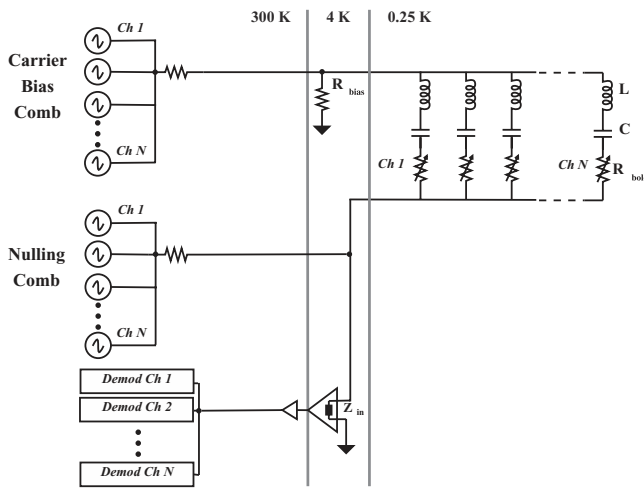 300 K
4 K
0.25 K
Ch 1
Carrier
Bias
Comb
Ch N
R bias
L
C
Ch 1
Ch N
R bolo
Ch 1
Nulling
Comb
Ch N
Demod Ch 1
Demod Ch 2
Demod Ch N
Z in